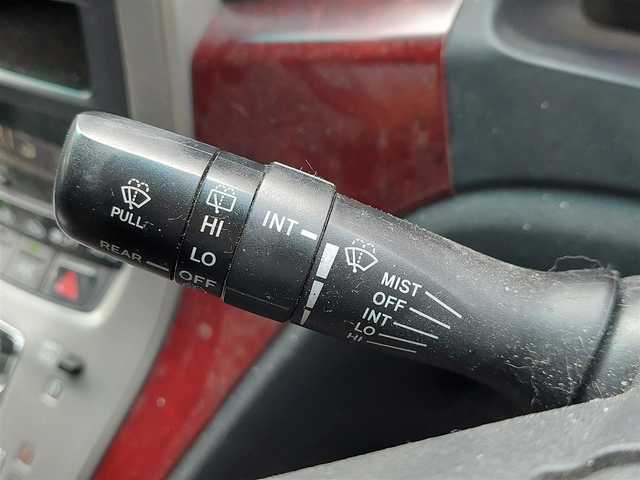 PULL
REAR
HI
LO
OFF
INT
MIST
OFF
INT
LO
HI